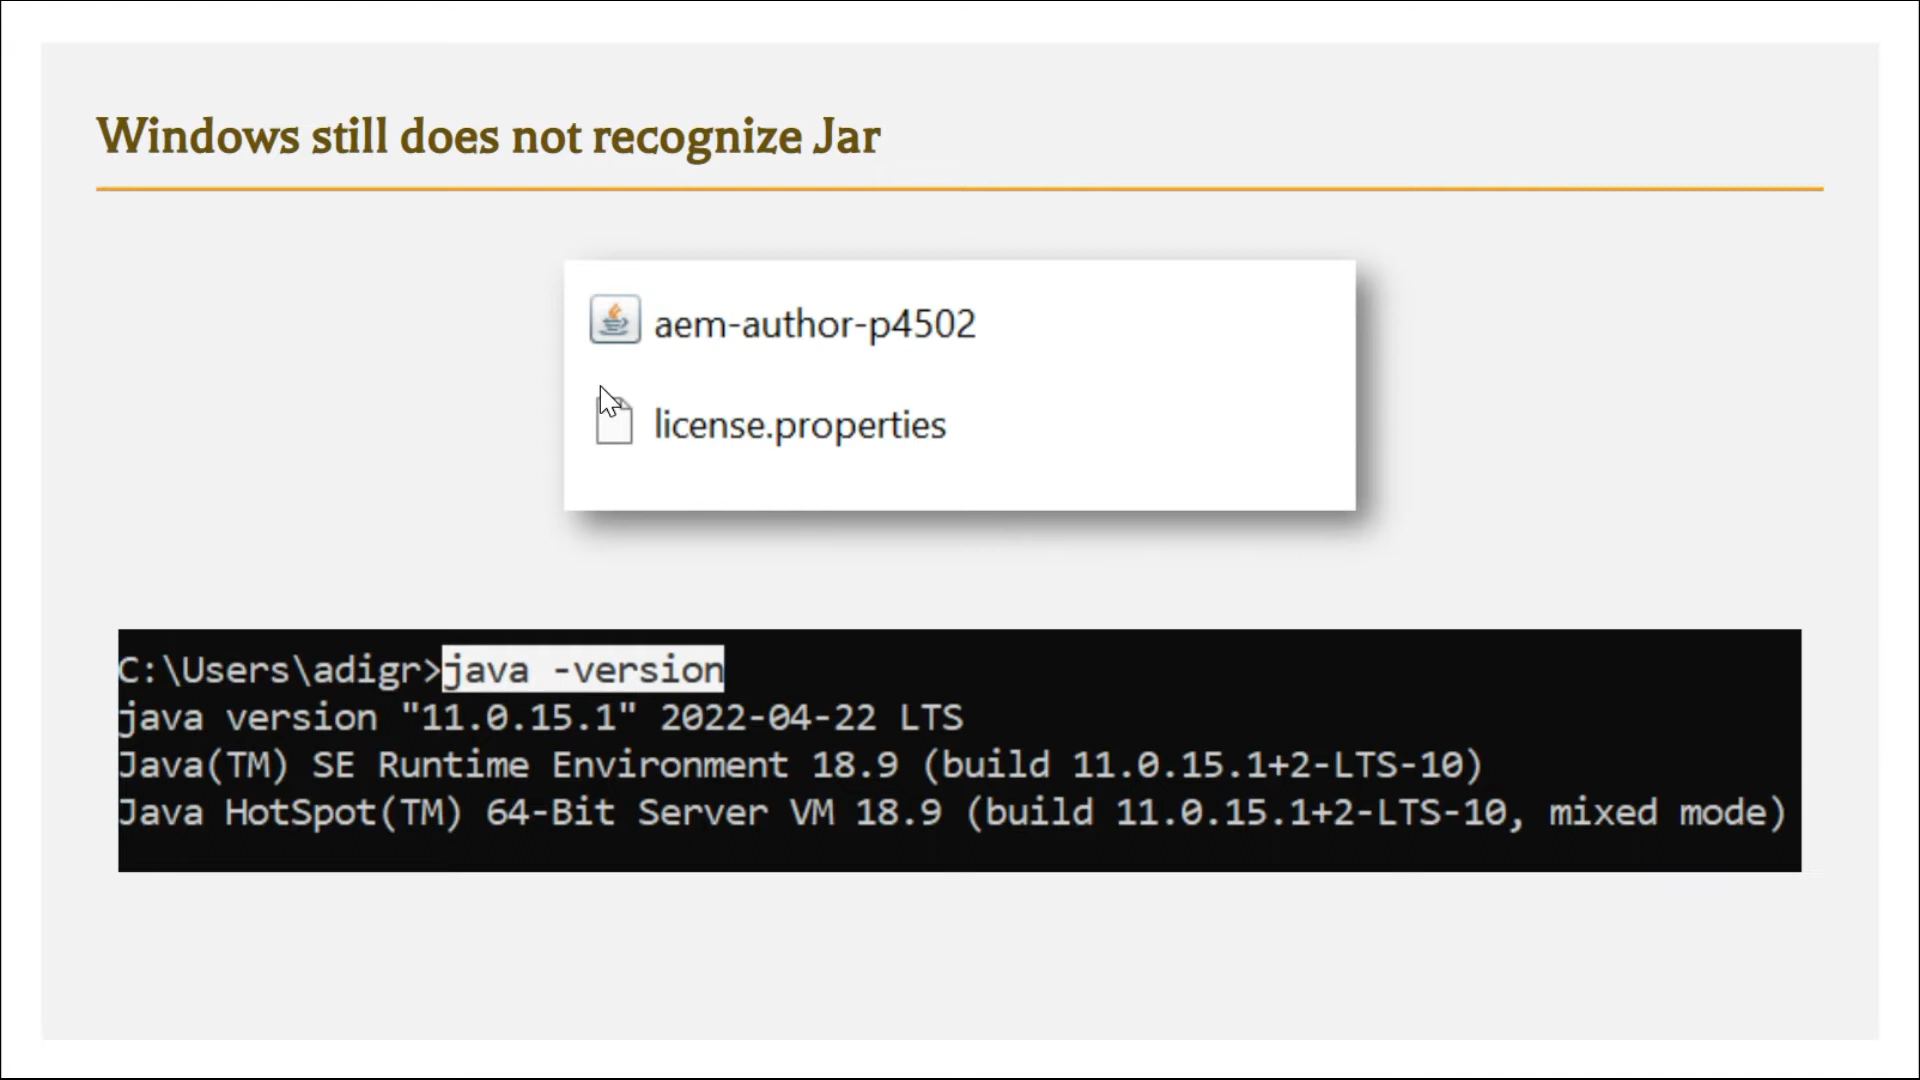 Windows still does not recognize Jar
aem-author-p4502
license.properties
C:\Users\adigr>java -version
java version "11.0.15.1" 2022-04-22 LTS
Java(TM) SE Runtime Environment 18.9 (build 11.0.15.1+2-LTS-10)
Java HotSpot(TM) 64-Bit Server VM 18.9 (build 11.0.15.1+2-LTS-10, mixed mode)